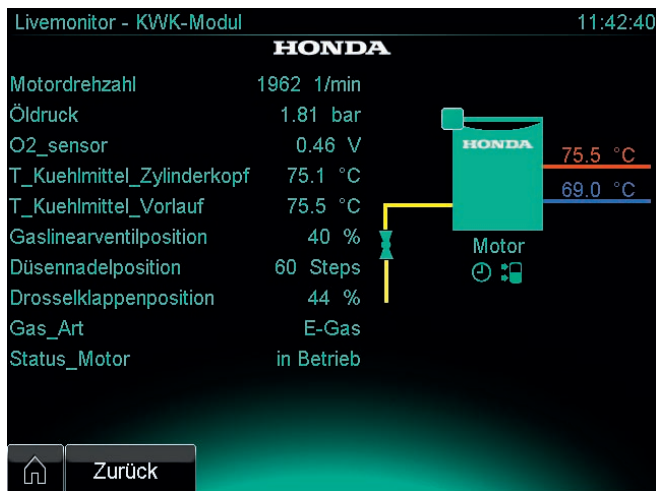 Livemonitor - KWK-Modul 11:42:40
HONDA
Motordrehzahl 1962 1/min
Öldruck 1.81 bar
O2_sensor 0.46 V
T_Kuehlmittel_Zylinderkopf 75.1 °C
T_Kuehlmittel_Vorlauf 75.5 °C
Gaslinearventilposition 40 %
Düsennadelposition 60 Steps
Drosselklappenposition 44 %
Gas_Art E-Gas
Status_Motor in Betrieb
HONDA
75.5 °C
69.0 °C
Motor
Zurück